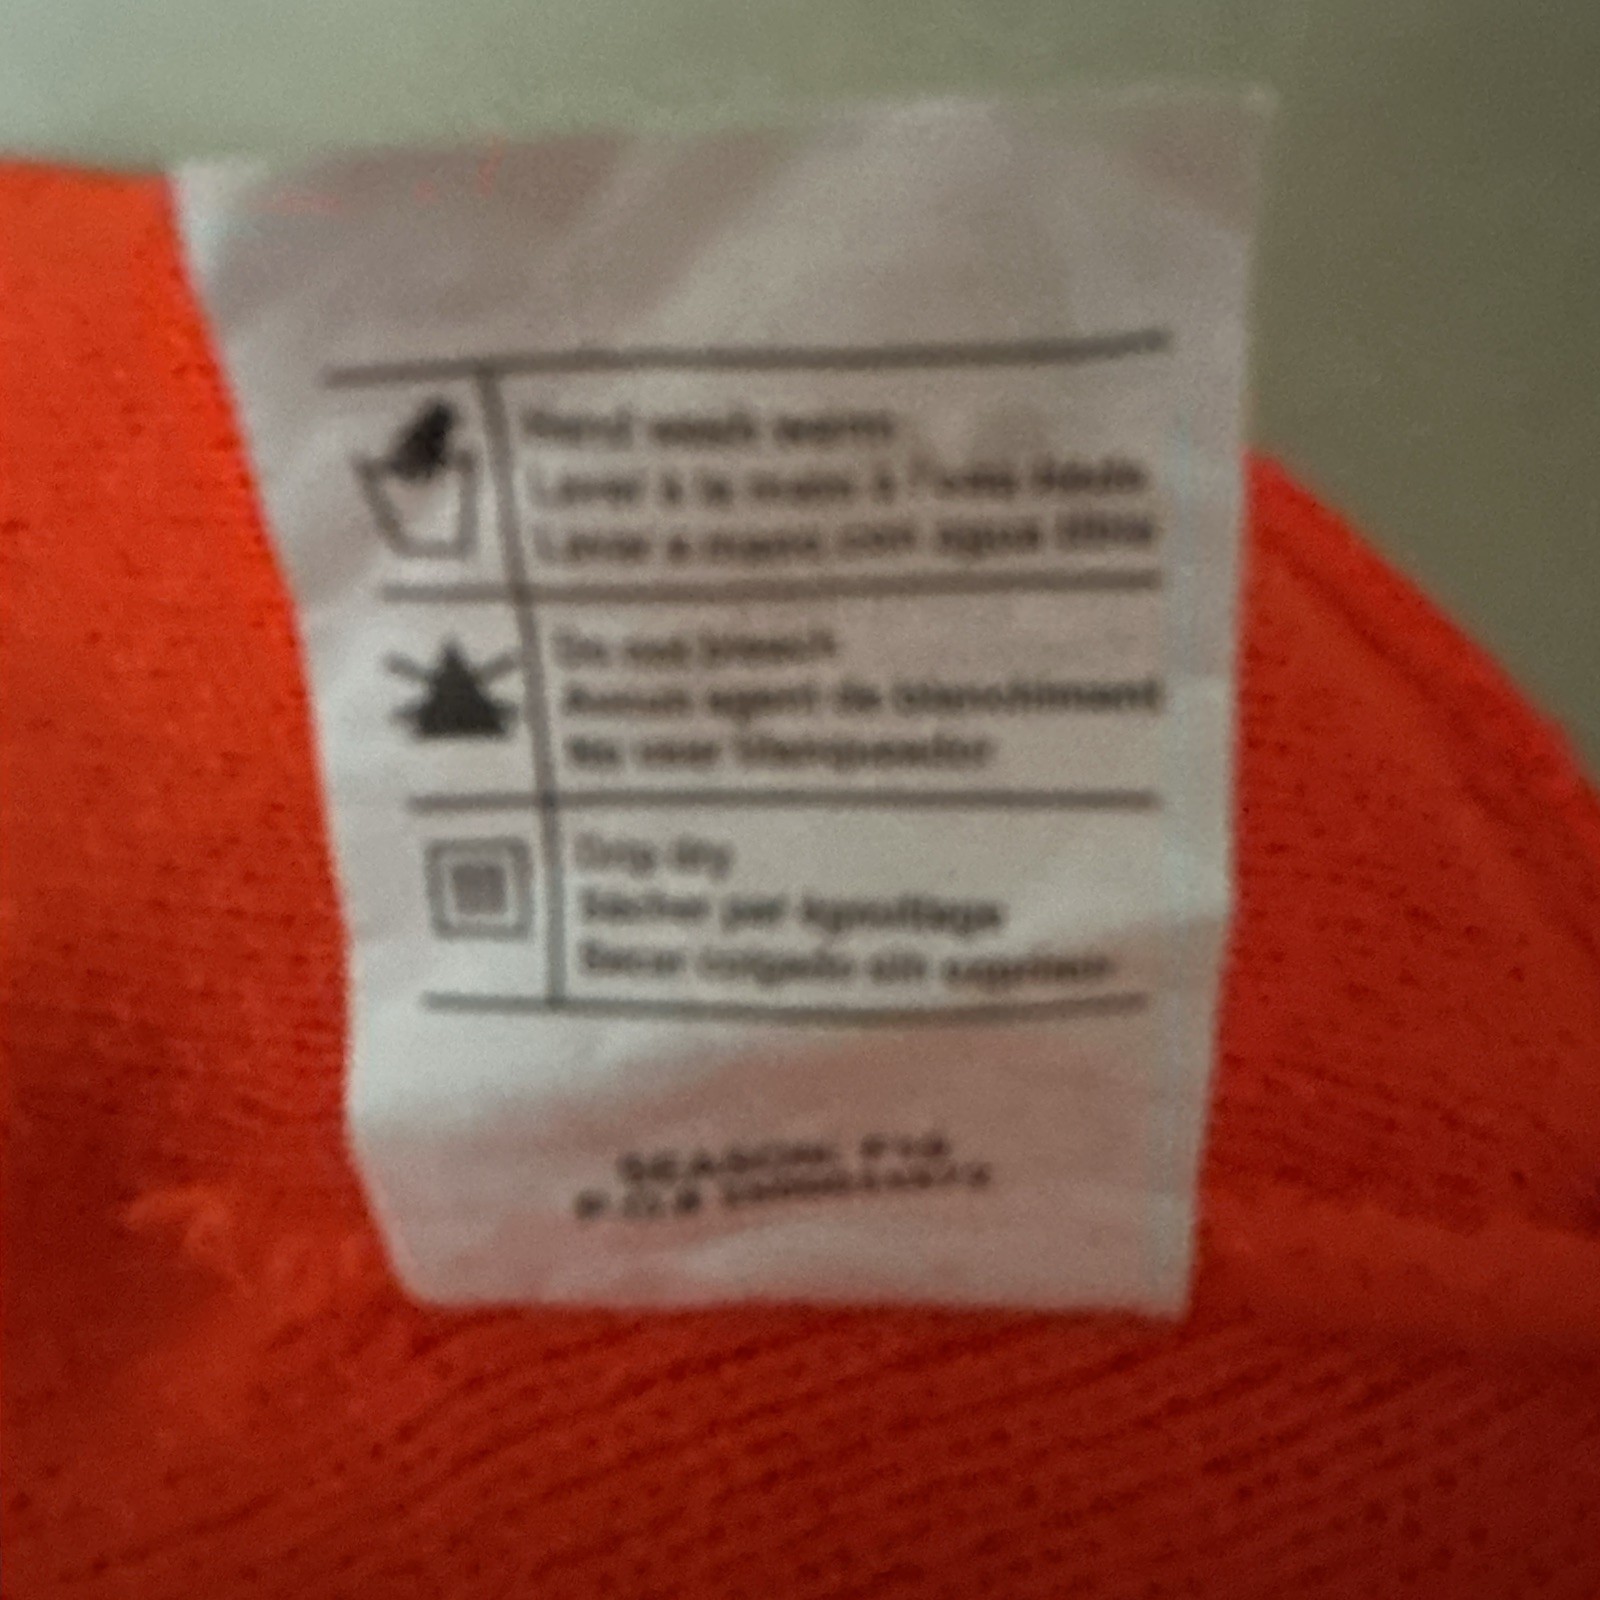 Hand wash warm
Laver à la main à l'eau tiède
Lavar a mano con agua tibia
Do not bleach
Aucun agent de blanchiment
No usar blanqueador
Drip dry
Sécher par égouttage
Secar colgado sin exprimir
SEASON:
P.O.#